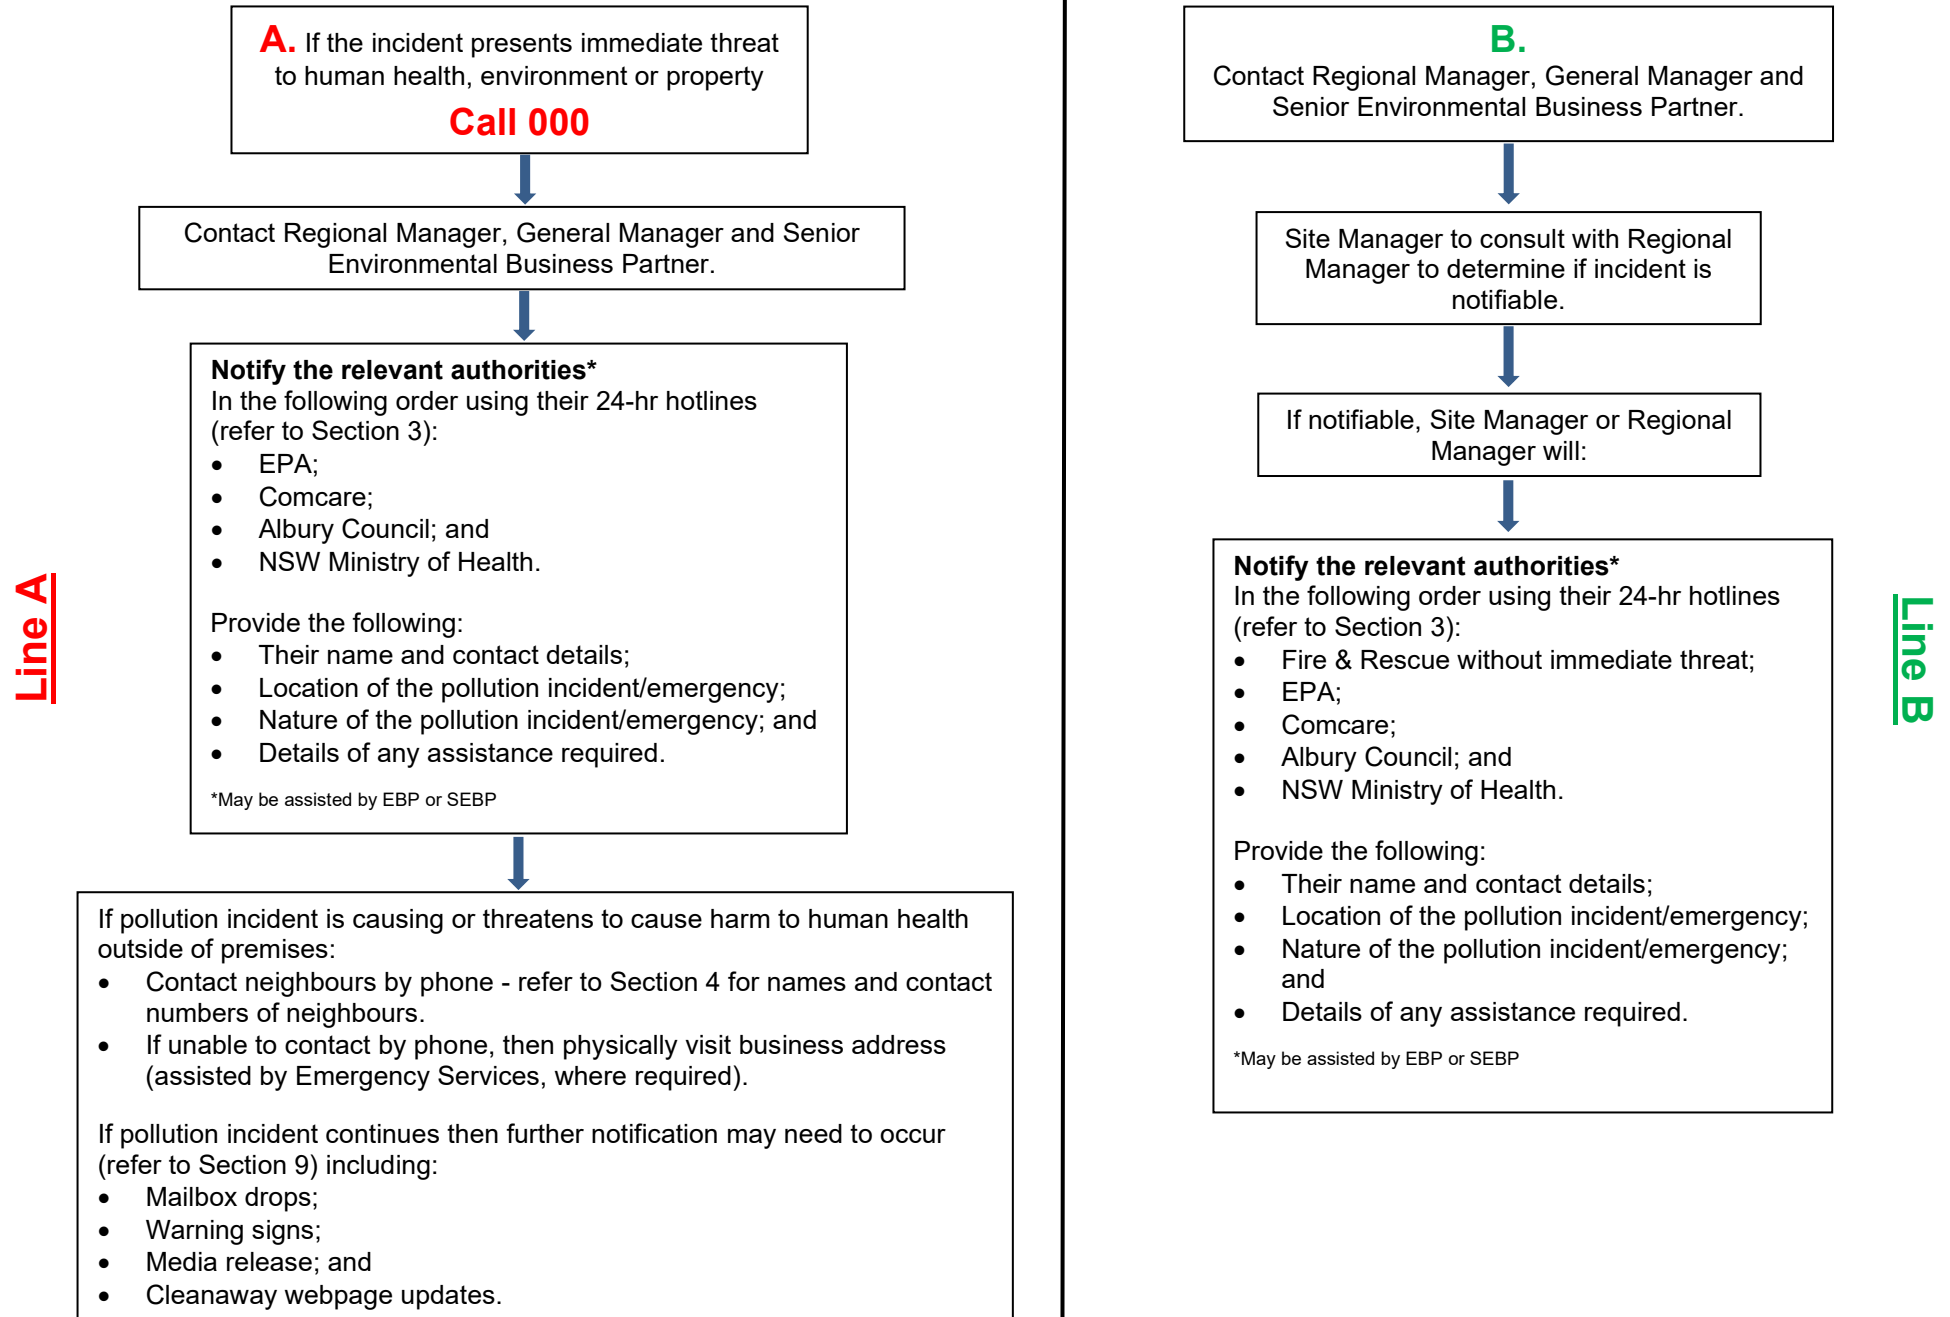 A. If the incident presents immediate threat
to human health, environment or property
Call 000
Contact Regional Manager, General Manager and Senior
Environmental Business Partner.
Notify the relevant authorities*
In the following order using their 24-hr hotlines
(refer to Section 3):
• EPA;
• Comcare;
• Albury Council; and
• NSW Ministry of Health.
Provide the following:
• Their name and contact details;
• Location of the pollution incident/emergency;
• Nature of the pollution incident/emergency; and
• Details of any assistance required.
*May be assisted by EBP or SEBP
If pollution incident is causing or threatens to cause harm to human health
outside of premises:
• Contact neighbours by phone - refer to Section 4 for names and contact
numbers of neighbours.
• If unable to contact by phone, then physically visit business address
(assisted by Emergency Services, where required).
If pollution incident continues then further notification may need to occur
(refer to Section 9) including:
• Mailbox drops;
• Warning signs;
• Media release; and
• Cleanaway webpage updates.
Line A
B.
Contact Regional Manager, General Manager and
Senior Environmental Business Partner.
Site Manager to consult with Regional
Manager to determine if incident is
notifiable.
If notifiable, Site Manager or Regional
Manager will:
Notify the relevant authorities*
In the following order using their 24-hr hotlines
(refer to Section 3):
• Fire & Rescue without immediate threat;
• EPA;
• Comcare;
• Albury Council; and
• NSW Ministry of Health.
Provide the following:
• Their name and contact details;
• Location of the pollution incident/emergency;
• Nature of the pollution incident/emergency;
and
• Details of any assistance required.
*May be assisted by EBP or SEBP
Line B